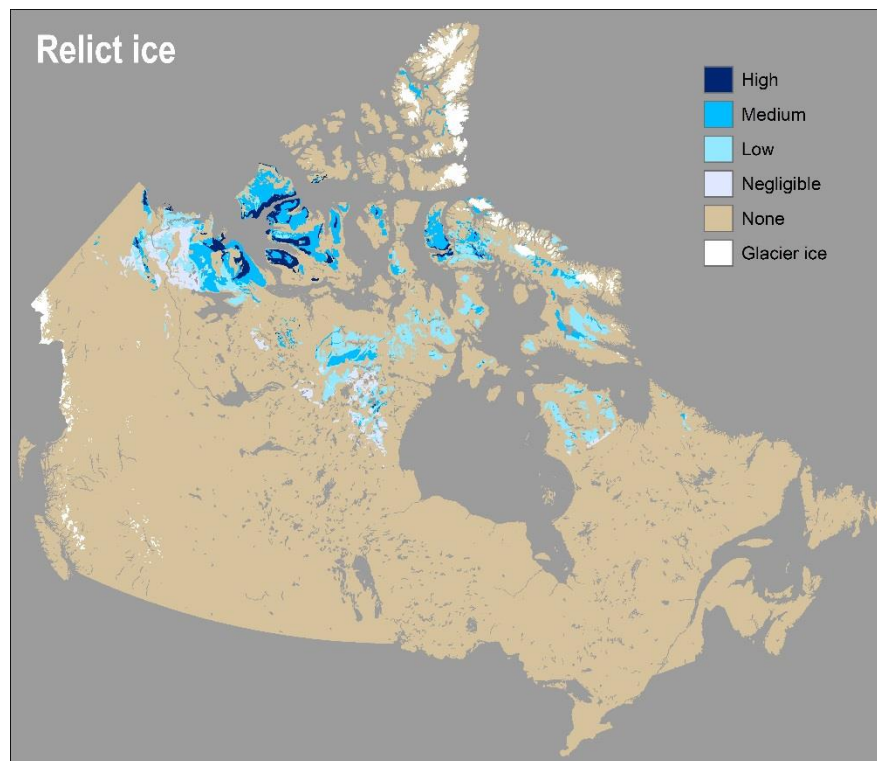 Relict ice
High
Medium
Low
Negligible
None
Glacier ice